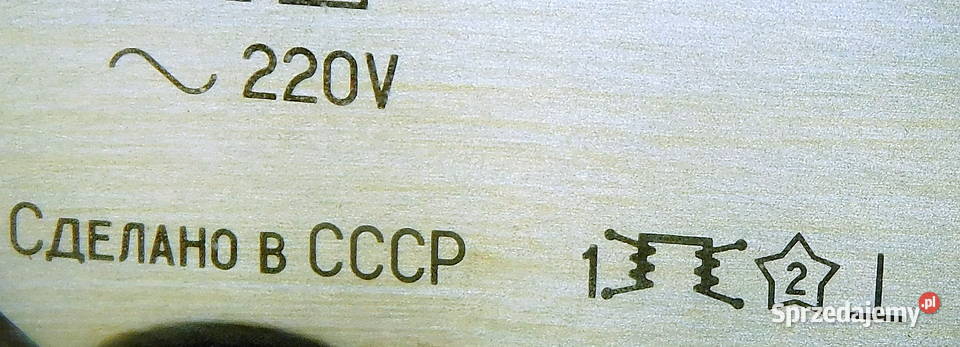 ~ 220V
Сделано в СССР
1 2
Sprzedajemy.pl